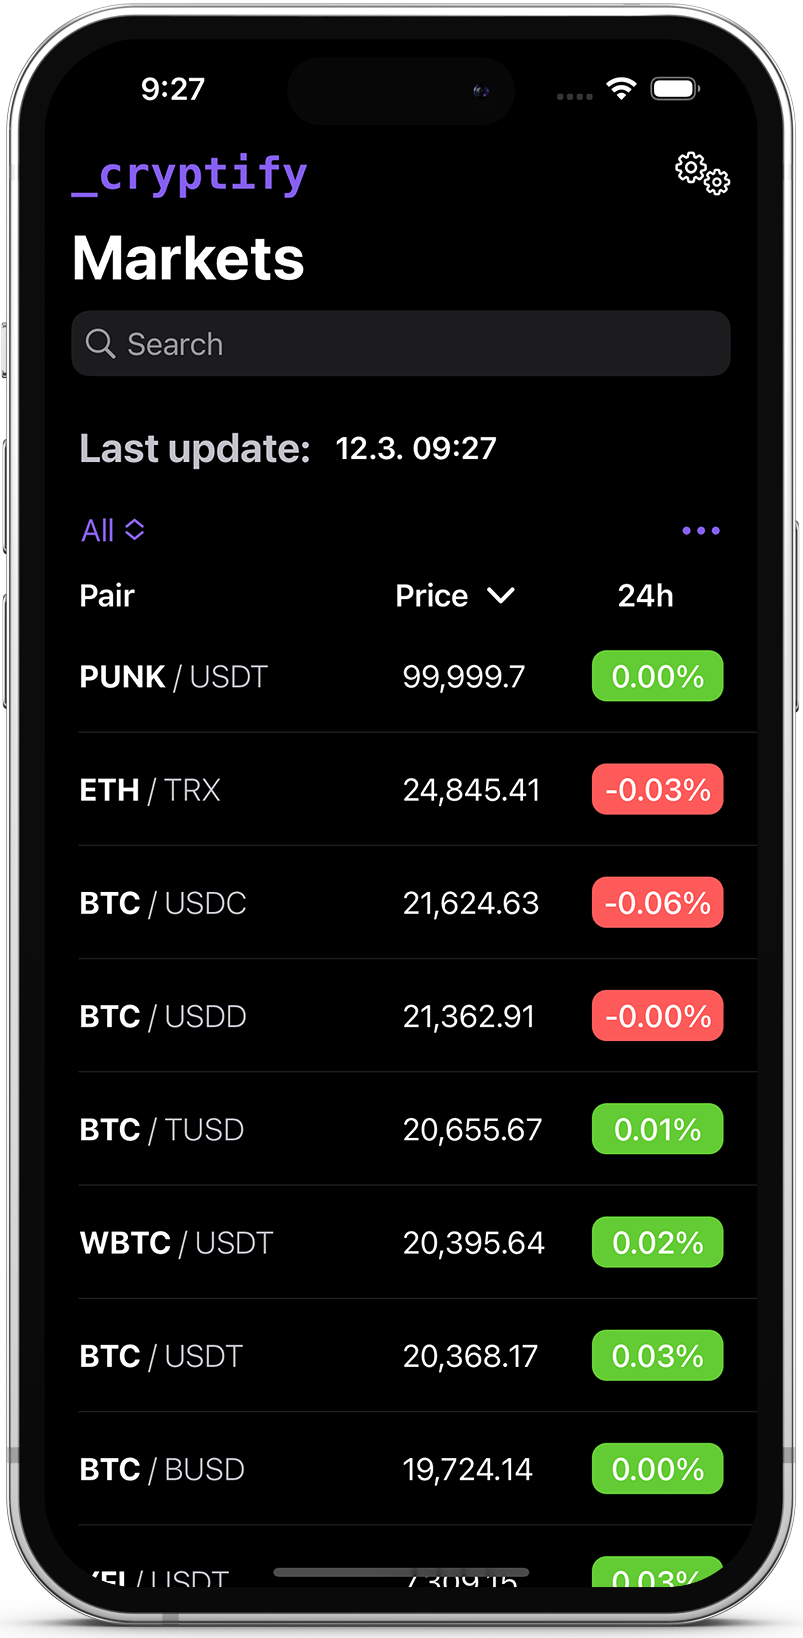 9:27
_cryptify
Markets
Search
Last update: 12.3. 09:27
All
Pair Price 24h
PUNK / USDT 99,999.7 0.00%
ETH / TRX 24,845.41 -0.03%
BTC / USDC 21,624.63 -0.06%
BTC / USDD 21,362.91 -0.00%
BTC / TUSD 20,655.67 0.01%
WBTC / USDT 20,395.64 0.02%
BTC / USDT 20,368.17 0.03%
BTC / BUSD 19,724.14 0.00%
YFI / USDT 0.03%